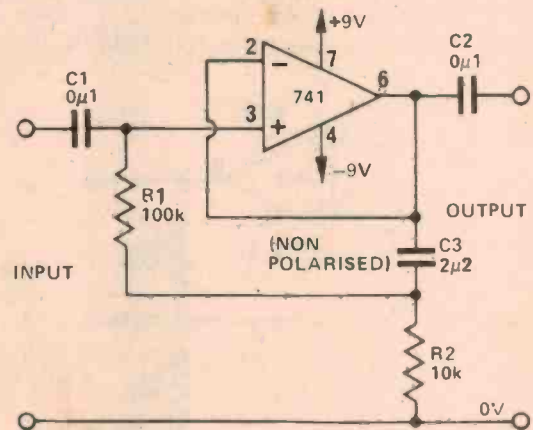 +9V
C2
0µ1
2
7
6
C1
0µ1
741
3
4
-9V
R1
100k
OUTPUT
(NON
POLARISED)
C3
2µ2
INPUT
R2
10k
0V